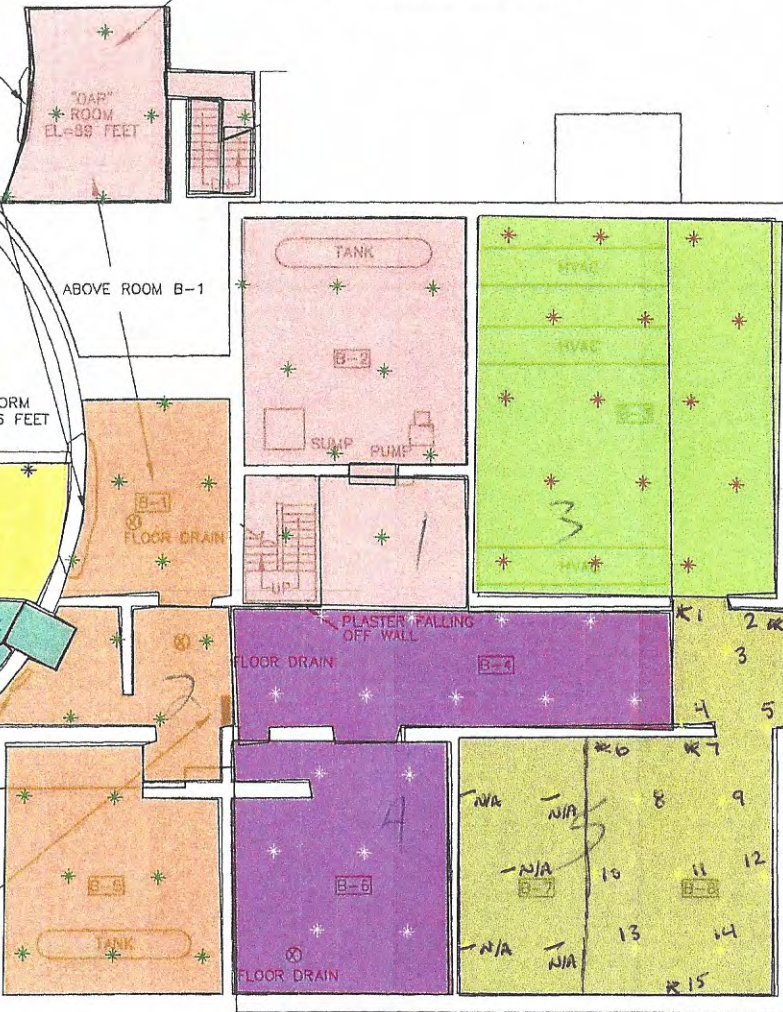 "OAP"
ROOM
EL=89 FEET
ABOVE ROOM B-1
ORM
FEET
TANK
B-2
SUMP
PUMP
HVAC
HVAC
3
HVAC
B-1
FLOOR DRAIN
UP
1
PLASTER FALLING
OFF WALL
FLOOR DRAIN
B-4
2
1
2
3
4
5
B-9
TANK
4
B-6
FLOOR DRAIN
6
7
N/A
N/A
8
9
5
N/A
10
11
12
B-7
B-8
13
14
N/A
N/A
15